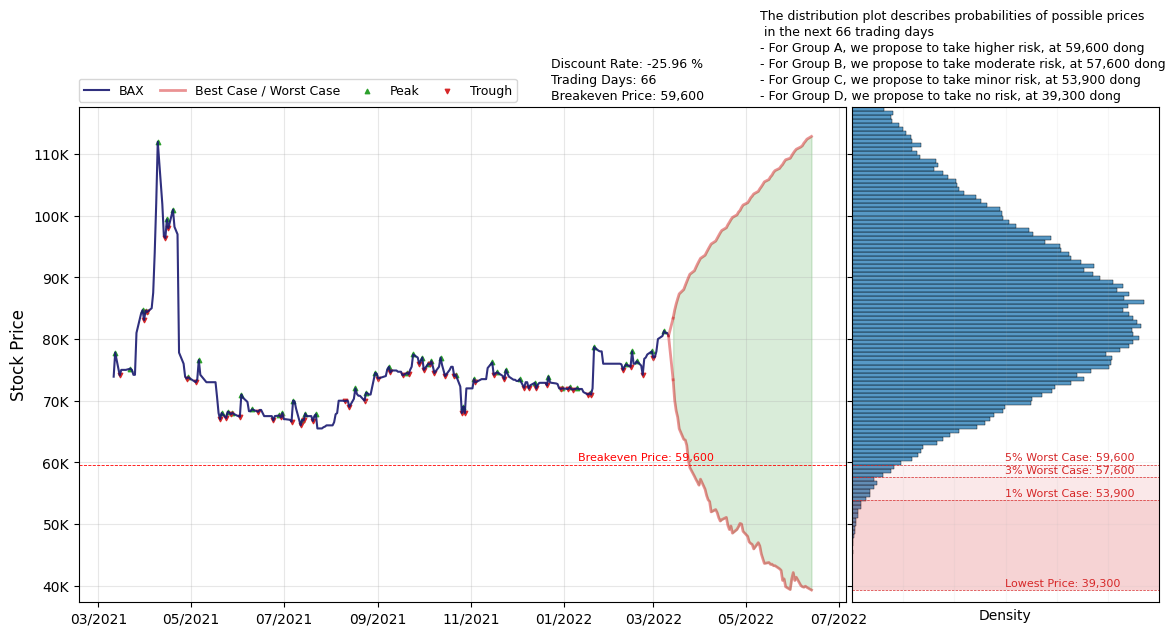 The distribution plot describes probabilities of possible prices
in the next 66 trading days
- For Group A, we propose to take higher risk, at 59,600 dong
- For Group B, we propose to take moderate risk, at 57,600 dong
- For Group C, we propose to take minor risk, at 53,900 dong
- For Group D, we propose to take no risk, at 39,300 dong
Discount Rate: -25.96 %
Trading Days: 66
Breakeven Price: 59,600
BAX
Best Case / Worst Case
Peak
Trough
Stock Price
110K
100K
90K
80K
70K
60K
50K
40K
Breakeven Price: 59,600
03/2021
05/2021
07/2021
09/2021
11/2021
01/2022
03/2022
05/2022
07/2022
5% Worst Case: 59,600
3% Worst Case: 57,600
1% Worst Case: 53,900
Lowest Price: 39,300
Density